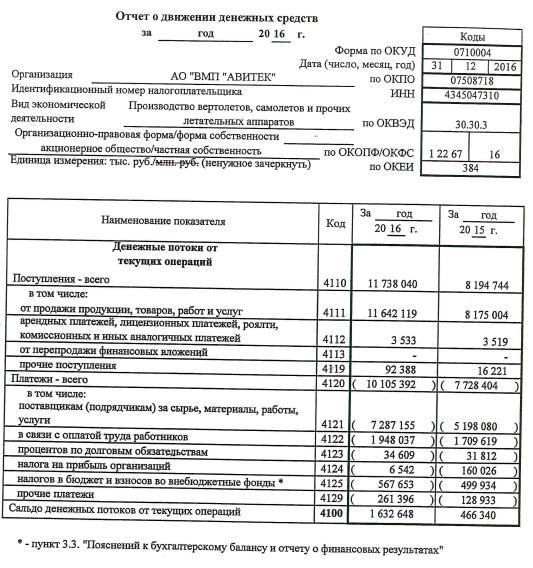 Отчет о движении денежных средств
за год 20 16 г.
Коды
Форма по ОКУД 0710004
Дата (число, месяц, год) 31 12 2016
Организация АО "ВМП "АВИТЕК" по ОКПО 07508718
Идентификационный номер налогоплательщика ИНН 4345047310
Вид экономической Производство вертолетов, самолетов и прочих
деятельности летательных аппаратов по ОКВЭД 30.30.3
Организационно-правовая форма/форма собственности
акционерное общество/частная собственность по ОКОПФ/ОКФС 1 22 67 16
Единица измерения: тыс. руб./млн. руб. (ненужное зачеркнуть) по ОКЕИ 384
Наименование показателя Код За год 20 16 г. За год 20 15 г.
Денежные потоки от
текущих операций
Поступления - всего 4110 11 738 040 8 194 744
в том числе:
от продажи продукции, товаров, работ и услуг 4111 11 642 119 8 175 004
арендных платежей, лицензионных платежей, роялти,
комиссионных и иных аналогичных платежей 4112 3 533 3 519
от перепродажи финансовых вложений 4113 - -
прочие поступления 4119 92 388 16 221
Платежи - всего 4120 ( 10 105 392 ) ( 7 728 404 )
в том числе:
поставщикам (подрядчикам) за сырье, материалы, работы,
услуги 4121 ( 7 287 155 ) ( 5 198 080 )
в связи с оплатой труда работников 4122 ( 1 948 037 ) ( 1 709 619 )
процентов по долговым обязательствам 4123 ( 34 609 ) ( 31 812 )
налога на прибыль организаций 4124 ( 6 542 ) ( 160 026 )
налогов в бюджет и взносов во внебюджетные фонды * 4125 ( 567 653 ) ( 499 934 )
прочие платежи 4129 ( 261 396 ) ( 128 933 )
Сальдо денежных потоков от текущих операций 4100 1 632 648 466 340
* - пункт 3.3. "Пояснений к бухгалтерскому балансу и отчету о финансовых результатах"